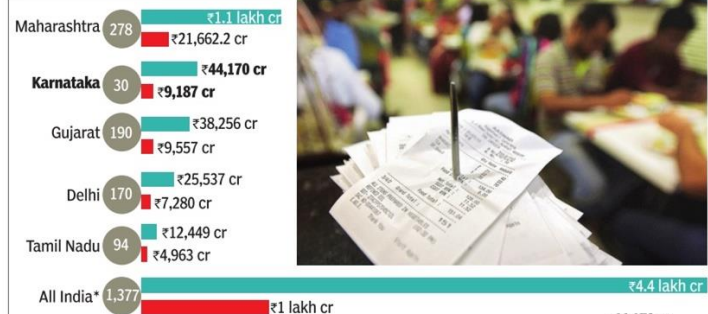 Maharashtra 278 ₹1.1 lakh cr
₹21,662.2 cr
Karnataka 30 ₹44,170 cr
₹9,187 cr
Gujarat 190 ₹38,256 cr
₹9,557 cr
Delhi 170 ₹25,537 cr
₹7,280 cr
Tamil Nadu 94 ₹12,449 cr
₹4,963 cr
All India* 1,377 ₹4.4 lakh cr
₹1 lakh cr